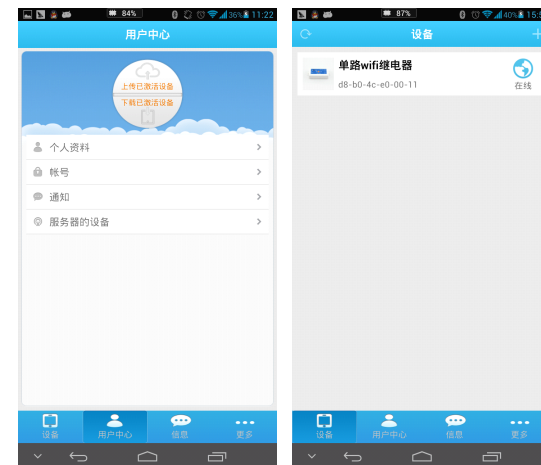 84%
36%
11:22
用户中心
上传已激活设备
下载已激活设备
个人资料
帐号
通知
服务器的设备
设备
用户中心
信息
更多
87%
40%
15:5
设备
单路wifi继电器
d8-b0-4c-e0-00-11
在线
设备
用户中心
信息
更多